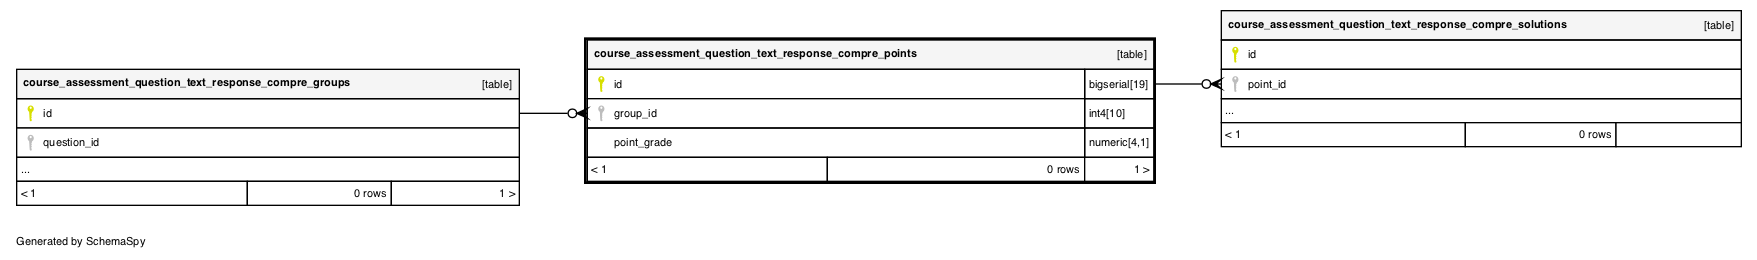 course_assessment_question_text_response_compre_groups [table]
id
question_id
...
< 1 0 rows 1 >
course_assessment_question_text_response_compre_points [table]
id bigserial[19]
group_id int4[10]
point_grade numeric[4,1]
< 1 0 rows 1 >
course_assessment_question_text_response_compre_solutions [table]
id
point_id
...
< 1 0 rows
Generated by SchemaSpy